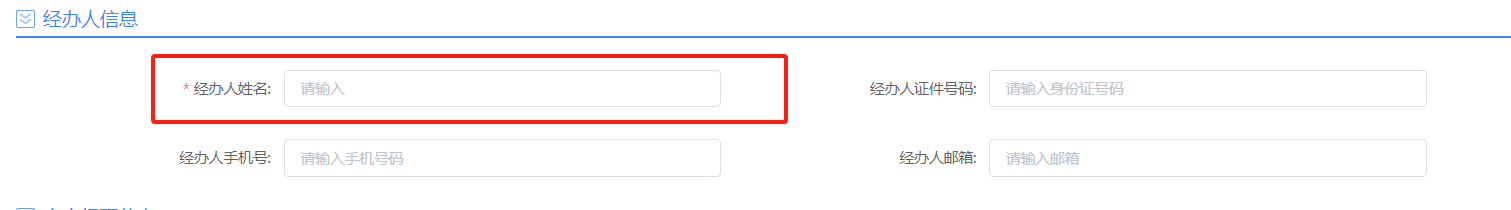 经办人信息
* 经办人姓名: 请输入
经办人证件号码: 请输入身份证号码
经办人手机号: 请输入手机号码
经办人邮箱: 请输入邮箱